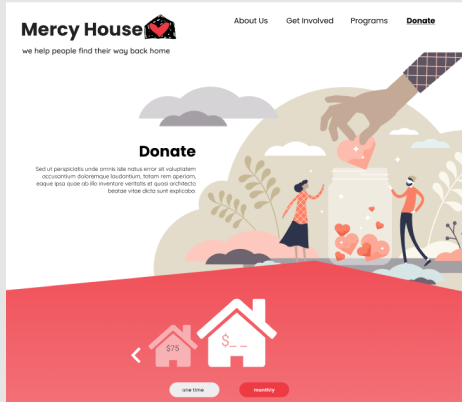 Mercy House
About Us Get Involved Programs Donate
we help people find their way back home
Donate
Sed ut perspiciatis unde omnis iste natus error sit voluptatem
accusantium doloremque laudantium, totam rem aperiam,
eaque ipsa quae ab illo inventore veritatis et quasi architecto
beatae vitae dicta sunt explicabo.
$75
$_ _
one time
monthly